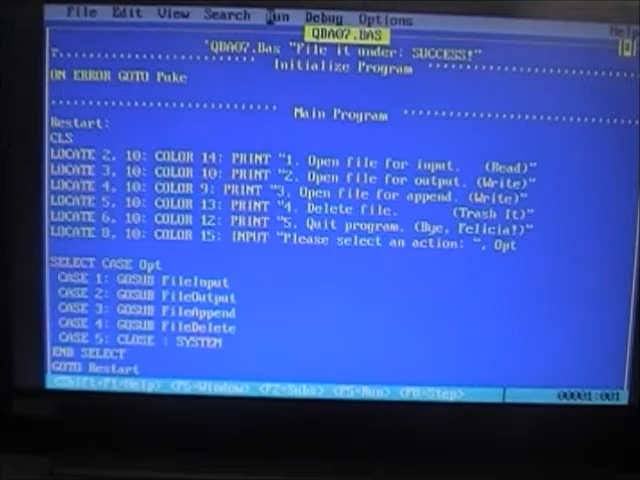 File Edit View Search Run Debug Options Help
QBA07.BAS
'QBA07.Bas "File it under: SUCCESS!"
Initialize Program
ON ERROR GOTO Puke
Main Program
Restart:
CLS
LOCATE 2, 10: COLOR 14: PRINT "1. Open file for input. (Read)"
LOCATE 3, 10: COLOR 10: PRINT "2. Open file for output. (Write)"
LOCATE 4, 10: COLOR 9: PRINT "3. Open file for append. (Write)"
LOCATE 5, 10: COLOR 13: PRINT "4. Delete file. (Trash It)"
LOCATE 6, 10: COLOR 12: PRINT "5. Quit program. (Bye, Felicia!)"
LOCATE 8, 10: COLOR 15: INPUT "Please select an action: ", Opt
SELECT CASE Opt
CASE 1: GOSUB FileInput
CASE 2: GOSUB FileOutput
CASE 3: GOSUB FileAppend
CASE 4: GOSUB FileDelete
CASE 5: CLOSE : SYSTEM
END SELECT
GOTO Restart
<Shift+F1=Help> <F6=Window> <F2=Subs> <F5=Run> <F8=Step> 00001:001